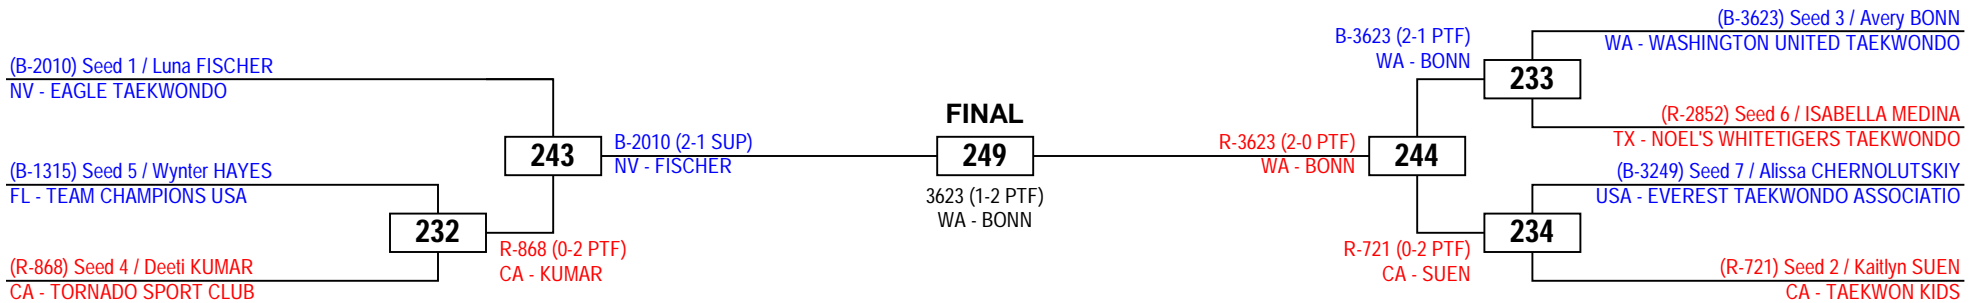 (B-2010) Seed 1 / Luna FISCHER
NV - EAGLE TAEKWONDO
(B-1315) Seed 5 / Wynter HAYES
FL - TEAM CHAMPIONS USA
(R-868) Seed 4 / Deeti KUMAR
CA - TORNADO SPORT CLUB
232
R-868 (0-2 PTF)
CA - KUMAR
243
B-2010 (2-1 SUP)
NV - FISCHER
FINAL
249
3623 (1-2 PTF)
WA - BONN
R-3623 (2-0 PTF)
WA - BONN
244
B-3623 (2-1 PTF)
WA - BONN
233
R-721 (0-2 PTF)
CA - SUEN
234
(B-3623) Seed 3 / Avery BONN
WA - WASHINGTON UNITED TAEKWONDO
(R-2852) Seed 6 / ISABELLA MEDINA
TX - NOEL'S WHITETIGERS TAEKWONDO
(B-3249) Seed 7 / Alissa CHERNOLUTSKIY
USA - EVEREST TAEKWONDO ASSOCIATIO
(R-721) Seed 2 / Kaitlyn SUEN
CA - TAEKWON KIDS